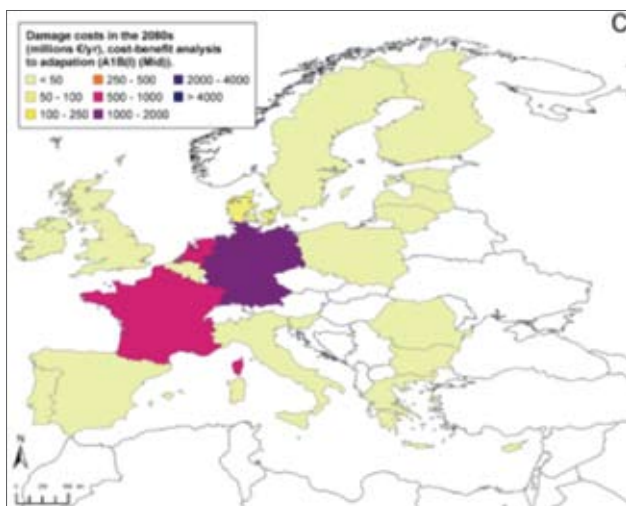 C
Damage costs in the 2080s
(millions €/yr), cost-benefit analysis
to adapation (A1B(I) (Mid)).
< 50 250 - 500 2000 - 4000
50 - 100 500 - 1000 > 4000
100 - 250 1000 - 2000
N